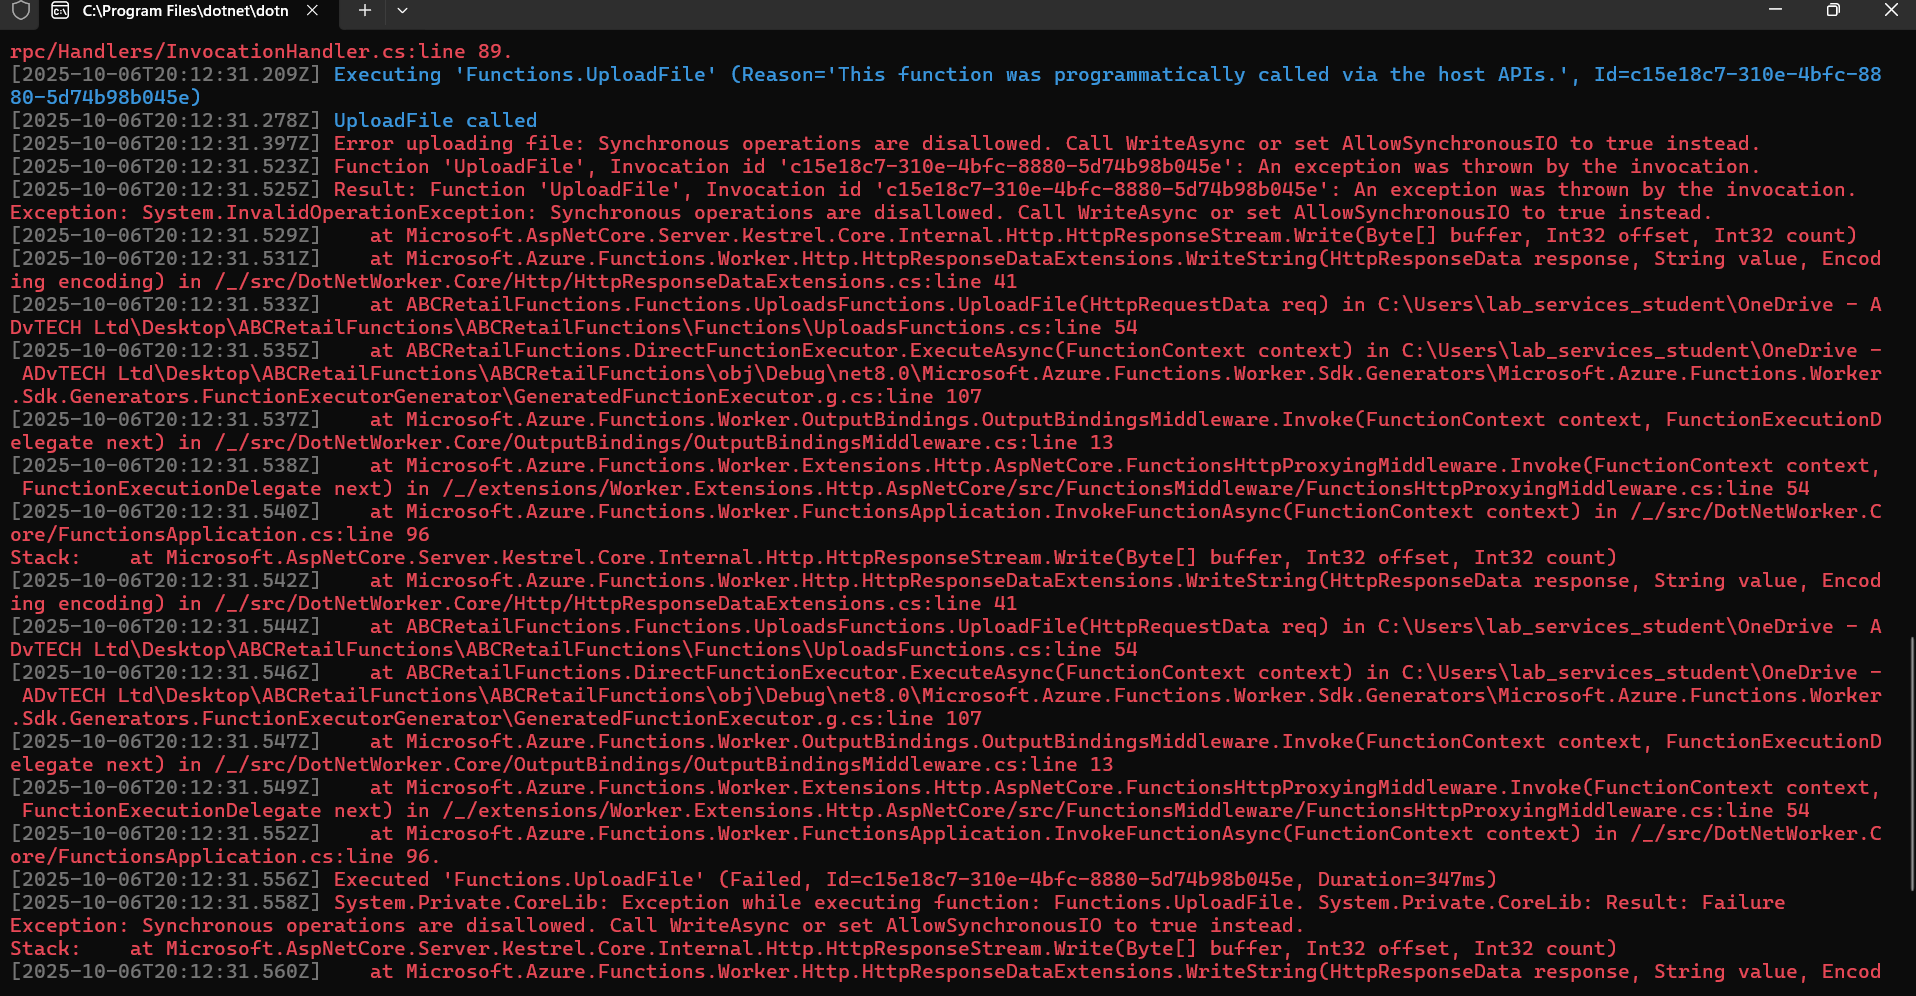 C:\Program Files\dotnet\dotn
rpc/Handlers/InvocationHandler.cs:line 89.
[2025-10-06T20:12:31.209Z] Executing 'Functions.UploadFile' (Reason='This function was programmatically called via the host APIs.', Id=c15e18c7-310e-4bfc-88
80-5d74b98b045e)
[2025-10-06T20:12:31.278Z] UploadFile called
[2025-10-06T20:12:31.397Z] Error uploading file: Synchronous operations are disallowed. Call WriteAsync or set AllowSynchronousIO to true instead.
[2025-10-06T20:12:31.523Z] Function 'UploadFile', Invocation id 'c15e18c7-310e-4bfc-8880-5d74b98b045e': An exception was thrown by the invocation.
[2025-10-06T20:12:31.525Z] Result: Function 'UploadFile', Invocation id 'c15e18c7-310e-4bfc-8880-5d74b98b045e': An exception was thrown by the invocation.
Exception: System.InvalidOperationException: Synchronous operations are disallowed. Call WriteAsync or set AllowSynchronousIO to true instead.
[2025-10-06T20:12:31.529Z]    at Microsoft.AspNetCore.Server.Kestrel.Core.Internal.Http.HttpResponseStream.Write(Byte[] buffer, Int32 offset, Int32 count)
[2025-10-06T20:12:31.531Z]    at Microsoft.Azure.Functions.Worker.Http.HttpResponseDataExtensions.WriteString(HttpResponseData response, String value, Encod
ing encoding) in /_/src/DotNetWorker.Core/Http/HttpResponseDataExtensions.cs:line 41
[2025-10-06T20:12:31.533Z]    at ABCRetailFunctions.Functions.UploadsFunctions.UploadFile(HttpRequestData req) in C:\Users\lab_services_student\OneDrive - A
DvTECH Ltd\Desktop\ABCRetailFunctions\ABCRetailFunctions\Functions\UploadsFunctions.cs:line 54
[2025-10-06T20:12:31.535Z]    at ABCRetailFunctions.DirectFunctionExecutor.ExecuteAsync(FunctionContext context) in C:\Users\lab_services_student\OneDrive -
 ADvTECH Ltd\Desktop\ABCRetailFunctions\ABCRetailFunctions\obj\Debug\net8.0\Microsoft.Azure.Functions.Worker.Sdk.Generators\Microsoft.Azure.Functions.Worker
.Sdk.Generators.FunctionExecutorGenerator\GeneratedFunctionExecutor.g.cs:line 107
[2025-10-06T20:12:31.537Z]    at Microsoft.Azure.Functions.Worker.OutputBindings.OutputBindingsMiddleware.Invoke(FunctionContext context, FunctionExecutionD
elegate next) in /_/src/DotNetWorker.Core/OutputBindings/OutputBindingsMiddleware.cs:line 13
[2025-10-06T20:12:31.538Z]    at Microsoft.Azure.Functions.Worker.Extensions.Http.AspNetCore.FunctionsHttpProxyingMiddleware.Invoke(FunctionContext context,
 FunctionExecutionDelegate next) in /_/extensions/Worker.Extensions.Http.AspNetCore/src/FunctionsMiddleware/FunctionsHttpProxyingMiddleware.cs:line 54
[2025-10-06T20:12:31.540Z]    at Microsoft.Azure.Functions.Worker.FunctionsApplication.InvokeFunctionAsync(FunctionContext context) in /_/src/DotNetWorker.C
ore/FunctionsApplication.cs:line 96
Stack:    at Microsoft.AspNetCore.Server.Kestrel.Core.Internal.Http.HttpResponseStream.Write(Byte[] buffer, Int32 offset, Int32 count)
[2025-10-06T20:12:31.542Z]    at Microsoft.Azure.Functions.Worker.Http.HttpResponseDataExtensions.WriteString(HttpResponseData response, String value, Encod
ing encoding) in /_/src/DotNetWorker.Core/Http/HttpResponseDataExtensions.cs:line 41
[2025-10-06T20:12:31.544Z]    at ABCRetailFunctions.Functions.UploadsFunctions.UploadFile(HttpRequestData req) in C:\Users\lab_services_student\OneDrive - A
DvTECH Ltd\Desktop\ABCRetailFunctions\ABCRetailFunctions\Functions\UploadsFunctions.cs:line 54
[2025-10-06T20:12:31.546Z]    at ABCRetailFunctions.DirectFunctionExecutor.ExecuteAsync(FunctionContext context) in C:\Users\lab_services_student\OneDrive -
 ADvTECH Ltd\Desktop\ABCRetailFunctions\ABCRetailFunctions\obj\Debug\net8.0\Microsoft.Azure.Functions.Worker.Sdk.Generators\Microsoft.Azure.Functions.Worker
.Sdk.Generators.FunctionExecutorGenerator\GeneratedFunctionExecutor.g.cs:line 107
[2025-10-06T20:12:31.547Z]    at Microsoft.Azure.Functions.Worker.OutputBindings.OutputBindingsMiddleware.Invoke(FunctionContext context, FunctionExecutionD
elegate next) in /_/src/DotNetWorker.Core/OutputBindings/OutputBindingsMiddleware.cs:line 13
[2025-10-06T20:12:31.549Z]    at Microsoft.Azure.Functions.Worker.Extensions.Http.AspNetCore.FunctionsHttpProxyingMiddleware.Invoke(FunctionContext context,
 FunctionExecutionDelegate next) in /_/extensions/Worker.Extensions.Http.AspNetCore/src/FunctionsMiddleware/FunctionsHttpProxyingMiddleware.cs:line 54
[2025-10-06T20:12:31.552Z]    at Microsoft.Azure.Functions.Worker.FunctionsApplication.InvokeFunctionAsync(FunctionContext context) in /_/src/DotNetWorker.C
ore/FunctionsApplication.cs:line 96.
[2025-10-06T20:12:31.556Z] Executed 'Functions.UploadFile' (Failed, Id=c15e18c7-310e-4bfc-8880-5d74b98b045e, Duration=347ms)
[2025-10-06T20:12:31.558Z] System.Private.CoreLib: Exception while executing function: Functions.UploadFile. System.Private.CoreLib: Result: Failure
Exception: Synchronous operations are disallowed. Call WriteAsync or set AllowSynchronousIO to true instead.
Stack:    at Microsoft.AspNetCore.Server.Kestrel.Core.Internal.Http.HttpResponseStream.Write(Byte[] buffer, Int32 offset, Int32 count)
[2025-10-06T20:12:31.560Z]    at Microsoft.Azure.Functions.Worker.Http.HttpResponseDataExtensions.WriteString(HttpResponseData response, String value, Encod